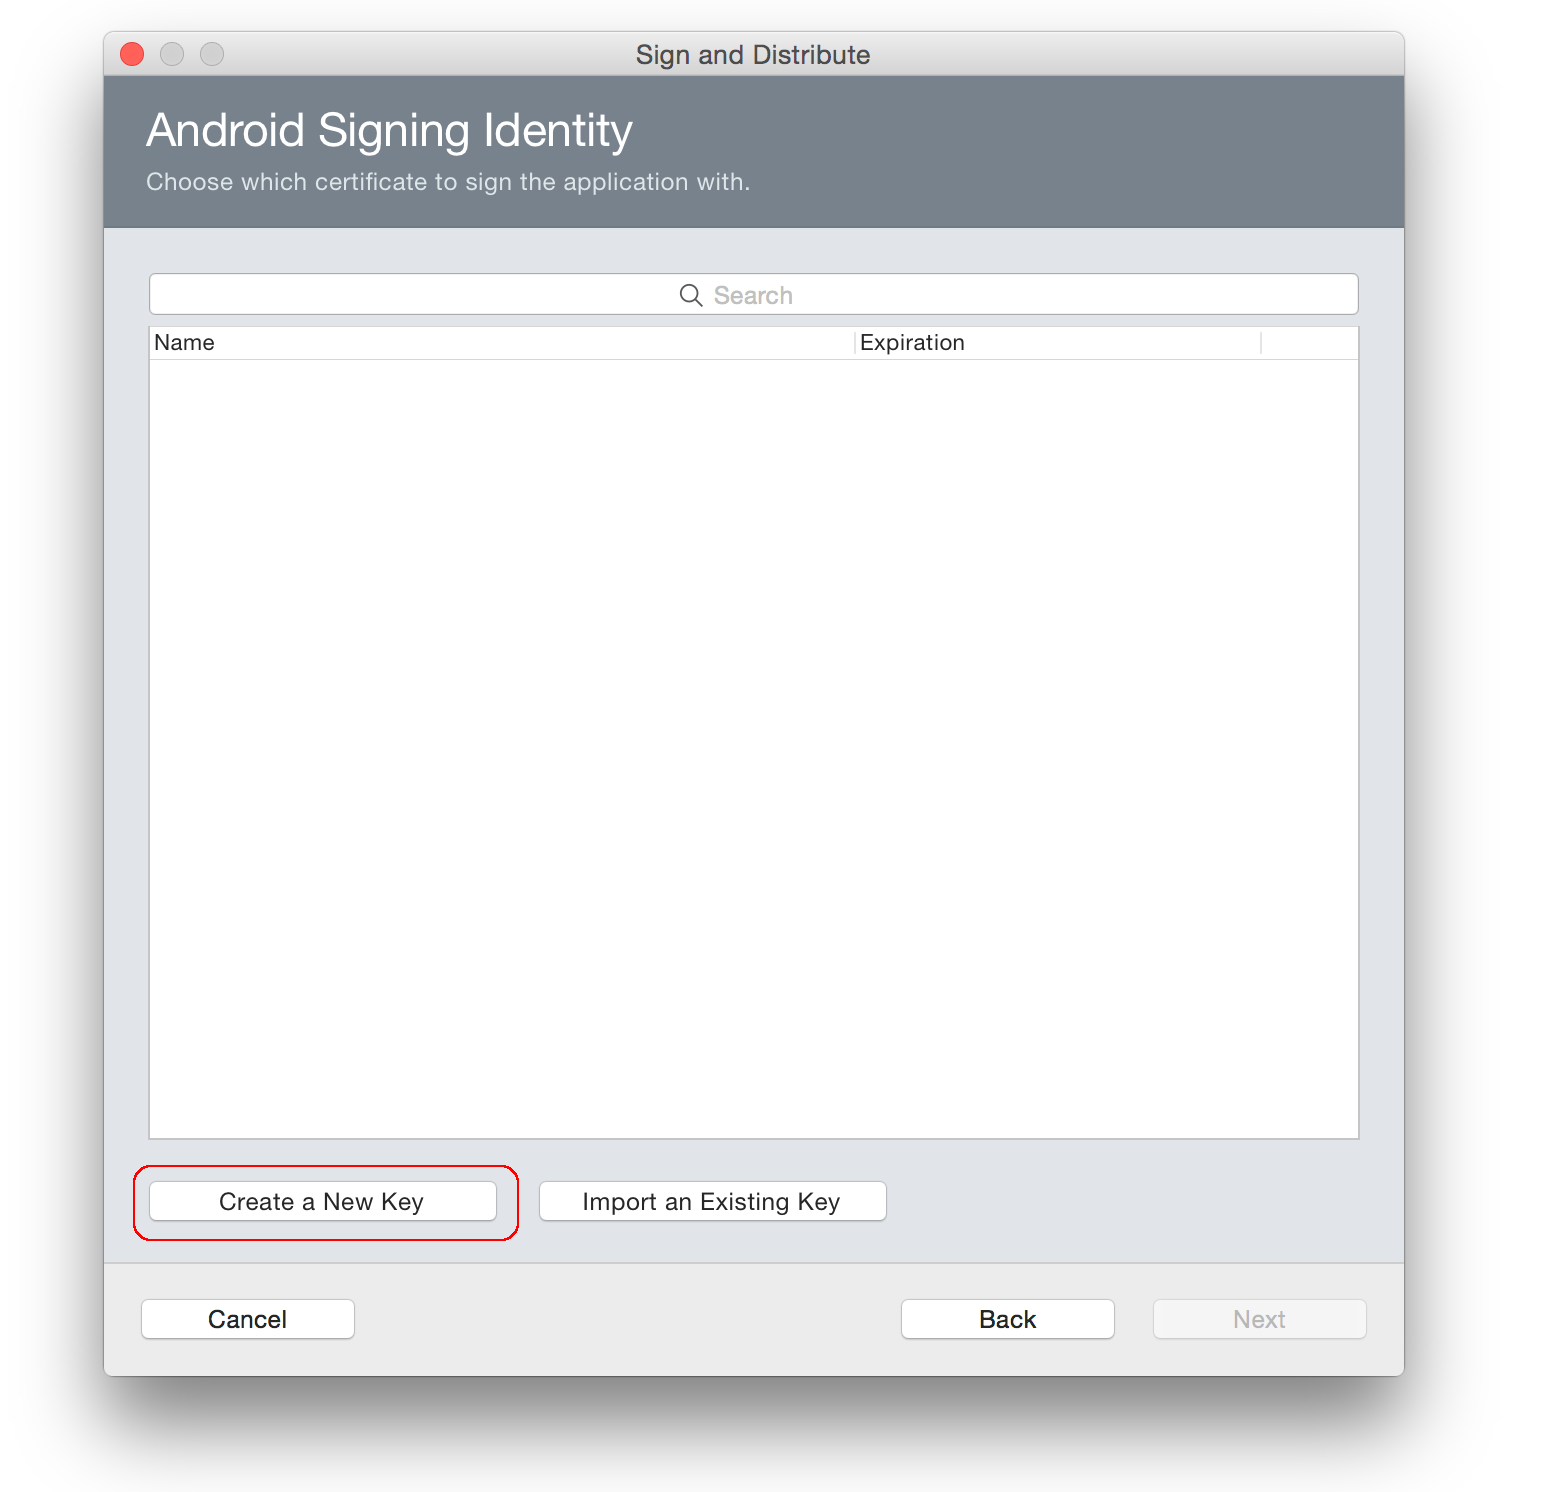 Sign and Distribute
Android Signing Identity
Choose which certificate to sign the application with.
Search
Name Expiration
Create a New Key Import an Existing Key
Cancel Back Next